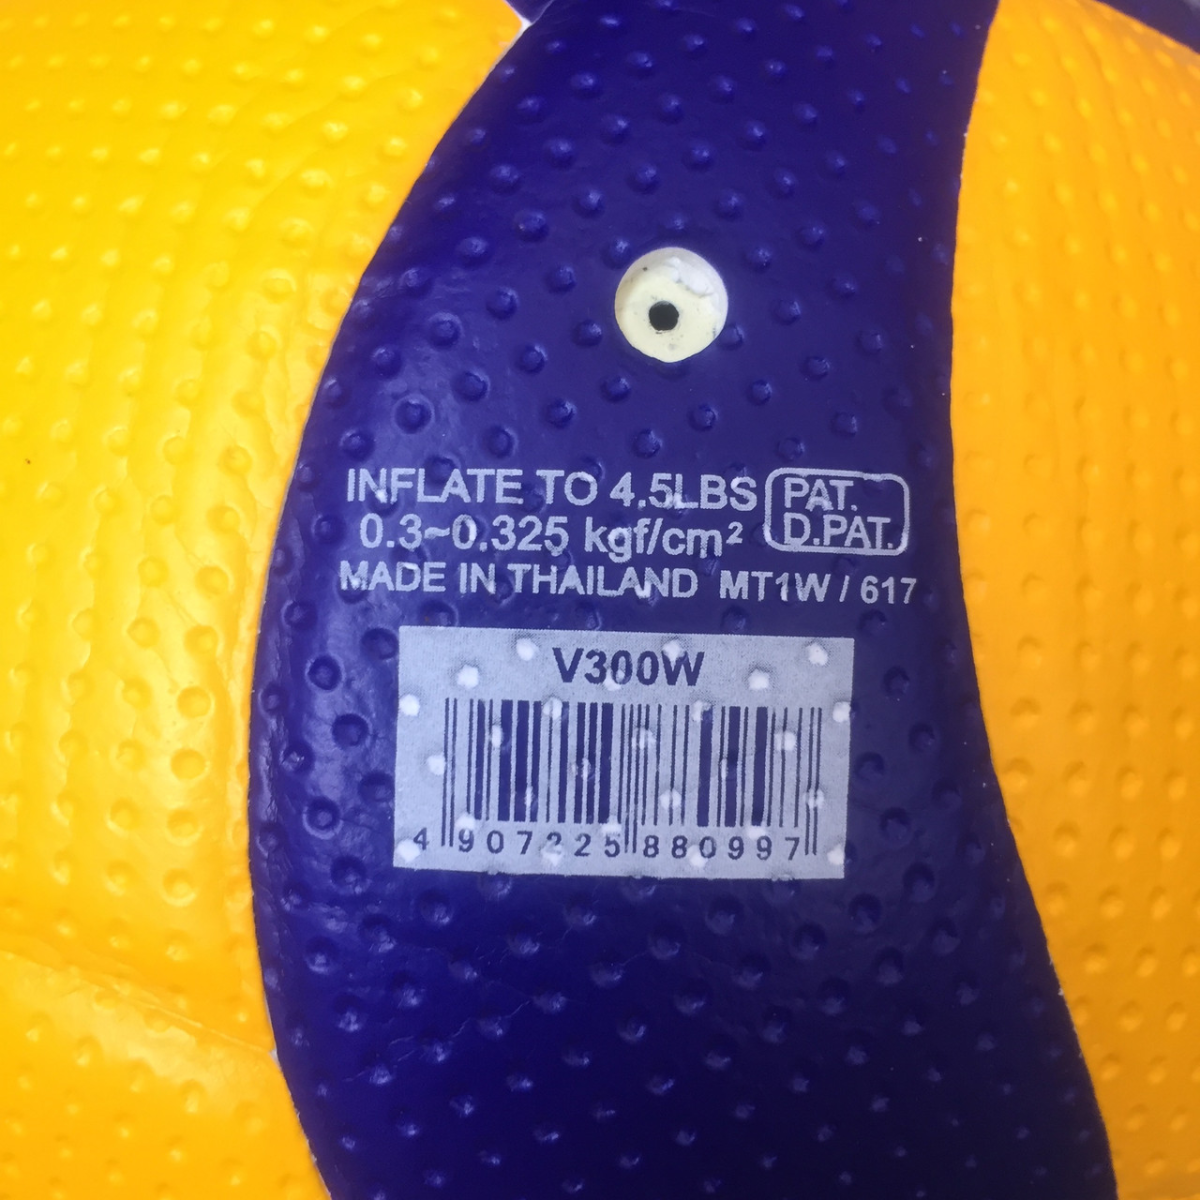 INFLATE TO 4.5LBS
0.3~0.325 kgf/cm²
PAT.
D.PAT.
MADE IN THAILAND MT1W / 617
V300W
4 907225 880997